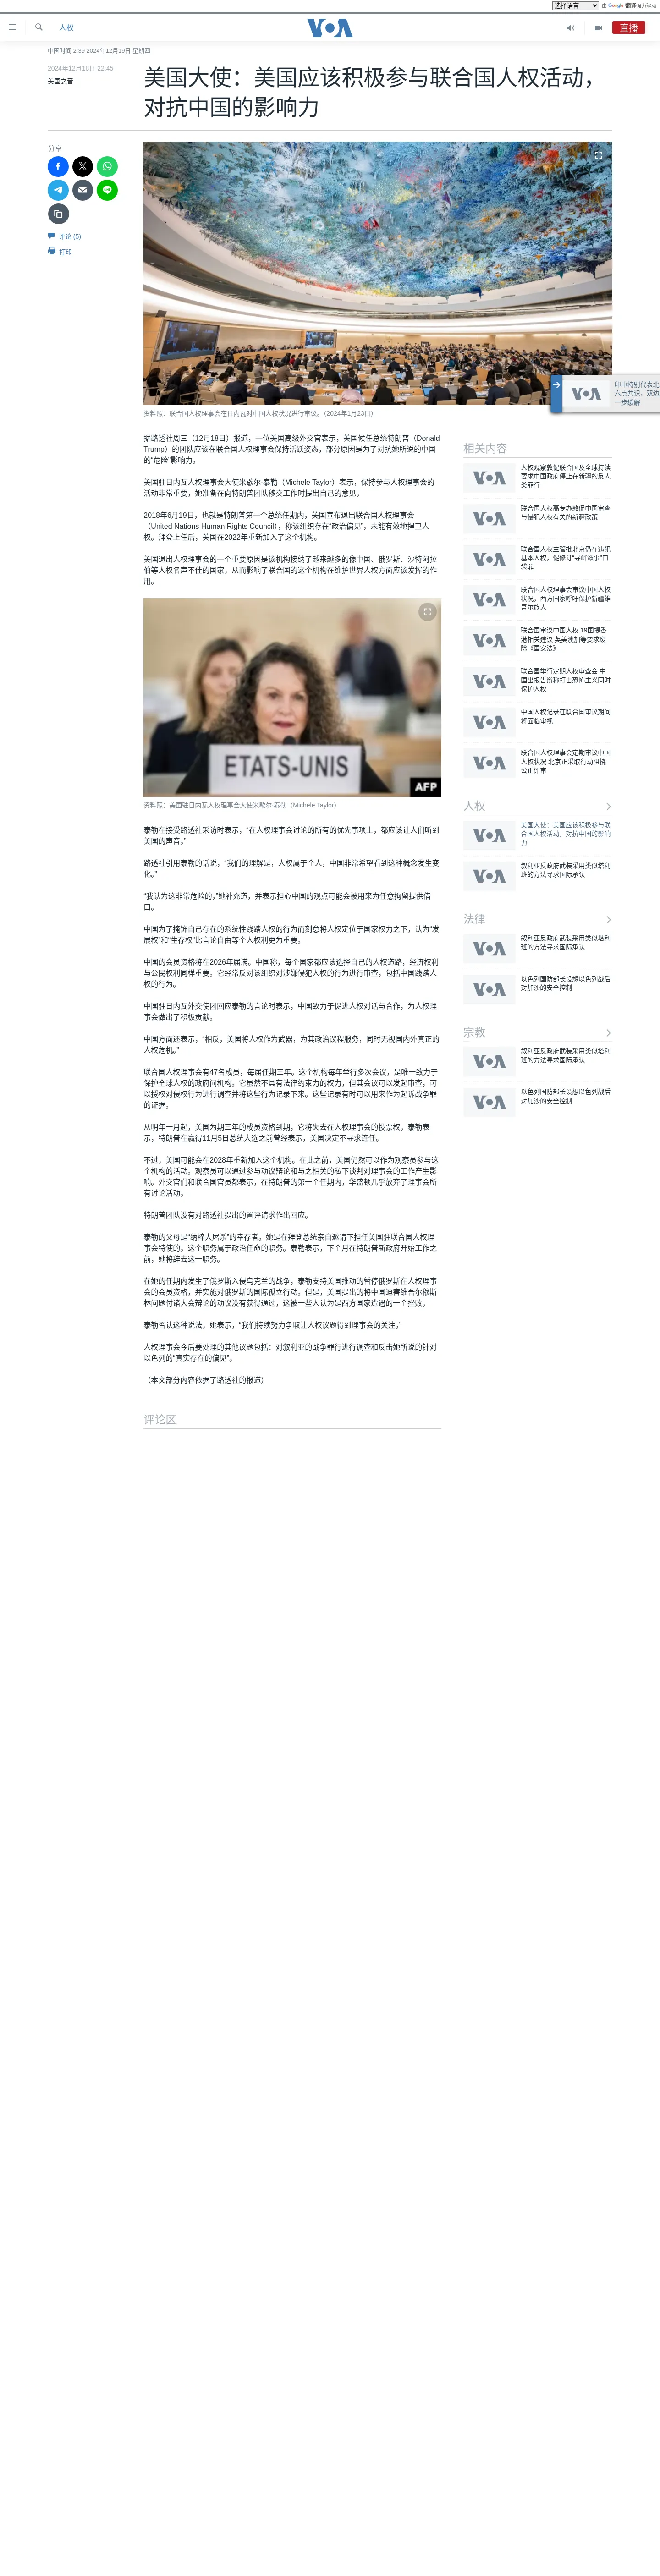 选择语言 由 Google 翻译强力驱动
人权
VOA
直播
中国时间 2:39 2024年12月19日 星期四
2024年12月18日 22:45
美国之音
美国大使：美国应该积极参与联合国人权活动，
对抗中国的影响力
分享
评论 (5)
打印
资料照：联合国人权理事会在日内瓦对中国人权状况进行审议。（2024年1月23日）
印中特别代表北
六点共识，双边
一步缓解
据路透社周三（12月18日）报道，一位美国高级外交官表示，美国候任总统特朗普（Donald
Trump）的团队应该在联合国人权理事会保持活跃姿态，部分原因是为了对抗她所说的中国
的“危险”影响力。
美国驻日内瓦人权理事会大使米歇尔·泰勒（Michele Taylor）表示，保持参与人权理事会的
活动非常重要，她准备在向特朗普团队移交工作时提出自己的意见。
2018年6月19日，也就是特朗普第一个总统任期内，美国宣布退出联合国人权理事会
（United Nations Human Rights Council），称该组织存在“政治偏见”，未能有效地捍卫人
权。拜登上任后，美国在2022年重新加入了这个机构。
美国退出人权理事会的一个重要原因是该机构接纳了越来越多的像中国、俄罗斯、沙特阿拉
伯等人权名声不佳的国家，从而影响了联合国的这个机构在维护世界人权方面应该发挥的作
用。
ETATS-UNIS
AFP
资料照：美国驻日内瓦人权理事会大使米歇尔·泰勒（Michele Taylor）
泰勒在接受路透社采访时表示，“在人权理事会讨论的所有的优先事项上，都应该让人们听到
美国的声音。”
路透社引用泰勒的话说，“我们的理解是，人权属于个人，中国非常希望看到这种概念发生变
化。”
“我认为这非常危险的，”她补充道，并表示担心中国的观点可能会被用来为任意拘留提供借
口。
中国为了掩饰自己存在的系统性践踏人权的行为而刻意将人权定位于国家权力之下，认为“发
展权”和“生存权”比言论自由等个人权利更为重要。
中国的会员资格将在2026年届满。中国称，每个国家都应该选择自己的人权道路，经济权利
与公民权利同样重要。它经常反对该组织对涉嫌侵犯人权的行为进行审查，包括中国践踏人
权的行为。
中国驻日内瓦外交使团回应泰勒的言论时表示，中国致力于促进人权对话与合作，为人权理
事会做出了积极贡献。
中国方面还表示，“相反，美国将人权作为武器，为其政治议程服务，同时无视国内外真正的
人权危机。”
联合国人权理事会有47名成员，每届任期三年。这个机构每年举行多次会议，是唯一致力于
保护全球人权的政府间机构。它虽然不具有法律约束力的权力，但其会议可以发起审查，可
以授权对侵权行为进行调查并将这些行为记录下来。这些记录有时可以用来作为起诉战争罪
的证据。
从明年一月起，美国为期三年的成员资格到期，它将失去在人权理事会的投票权。泰勒表
示，特朗普在赢得11月5日总统大选之前曾经表示，美国决定不寻求连任。
不过，美国可能会在2028年重新加入这个机构。在此之前，美国仍然可以作为观察员参与这
个机构的活动。观察员可以通过参与动议辩论和与之相关的私下谈判对理事会的工作产生影
响。外交官们和联合国官员都表示，在特朗普的第一个任期内，华盛顿几乎放弃了理事会所
有讨论活动。
特朗普团队没有对路透社提出的置评请求作出回应。
泰勒的父母是“纳粹大屠杀”的幸存者。她是在拜登总统亲自邀请下担任美国驻联合国人权理
事会特使的。这个职务属于政治任命的职务。泰勒表示，下个月在特朗普新政府开始工作之
前，她将辞去这一职务。
在她的任期内发生了俄罗斯入侵乌克兰的战争，泰勒支持美国推动的暂停俄罗斯在人权理事
会的会员资格，并实施对俄罗斯的国际孤立行动。但是，美国提出的将中国迫害维吾尔穆斯
林问题付诸大会辩论的动议没有获得通过，这被一些人认为是西方国家遭遇的一个挫败。
泰勒否认这种说法，她表示，“我们持续努力争取让人权议题得到理事会的关注。”
人权理事会今后要处理的其他议题包括：对叙利亚的战争罪行进行调查和反击她所说的针对
以色列的“真实存在的偏见”。
（本文部分内容依据了路透社的报道）
评论区
相关内容
VOA 人权观察敦促联合国及全球持续
要求中国政府停止在新疆的反人
类罪行
VOA 联合国人权高专办敦促中国审查
与侵犯人权有关的新疆政策
VOA 联合国人权主管批北京仍在违犯
基本人权，促修订“寻衅滋事”口
袋罪
VOA 联合国人权理事会审议中国人权
状况，西方国家呼吁保护新疆维
吾尔族人
VOA 联合国审议中国人权 19国提香
港相关建议 英美澳加等要求废
除《国安法》
VOA 联合国举行定期人权审查会 中
国出报告辩称打击恐怖主义同时
保护人权
VOA 中国人权记录在联合国审议期间
将面临审视
VOA 联合国人权理事会定期审议中国
人权状况 北京正采取行动阻挠
公正评审
人权
VOA 美国大使：美国应该积极参与联
合国人权活动，对抗中国的影响
力
VOA 叙利亚反政府武装采用类似塔利
班的方法寻求国际承认
法律
VOA 叙利亚反政府武装采用类似塔利
班的方法寻求国际承认
VOA 以色列国防部长设想以色列战后
对加沙的安全控制
宗教
VOA 叙利亚反政府武装采用类似塔利
班的方法寻求国际承认
VOA 以色列国防部长设想以色列战后
对加沙的安全控制